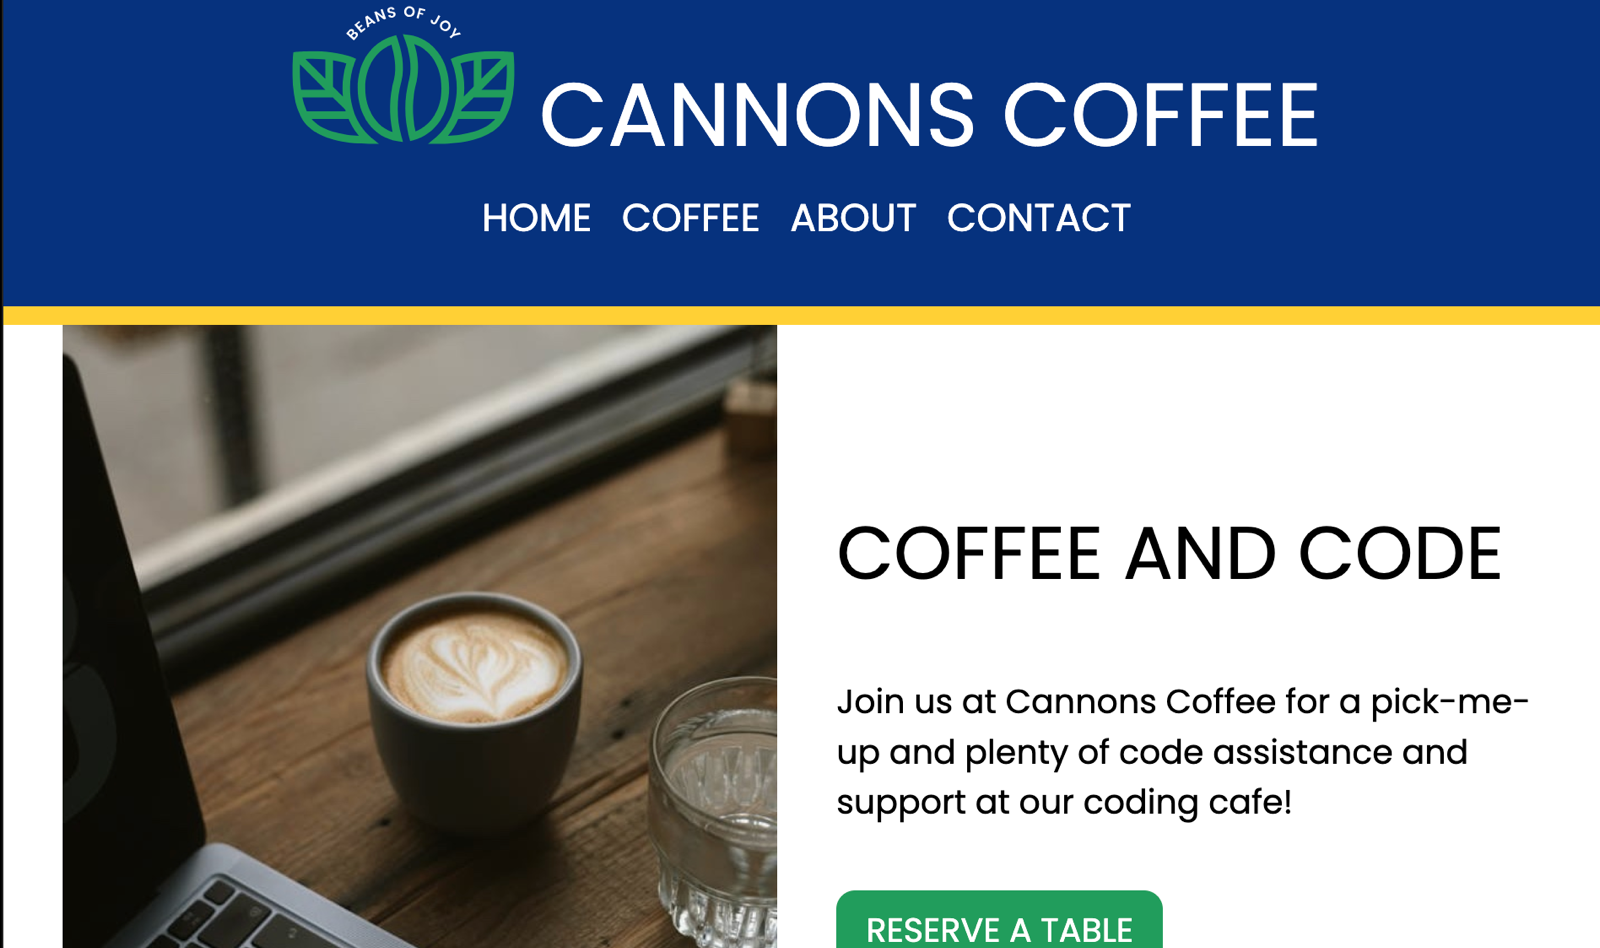 BEANS OF JOY
CANNONS COFFEE
HOME COFFEE ABOUT CONTACT
COFFEE AND CODE
Join us at Cannons Coffee for a pick-me-
up and plenty of code assistance and
support at our coding cafe!
RESERVE A TABLE